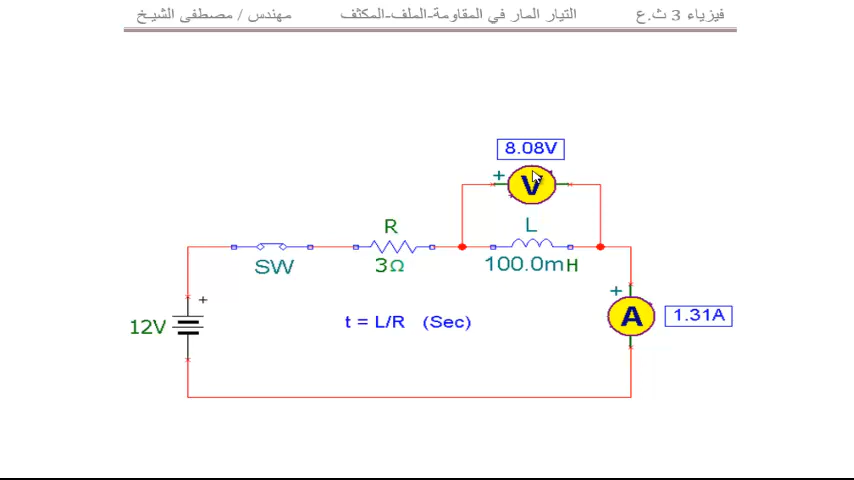 فيزياء 3 ث.ع التيار المار في المقاومة-الملف-المكثف مهندس / مصطفى الشيخ
8.08V
+ V
R L
SW 3Ω 100.0mH
+
12V t = L/R (Sec) + A 1.31A